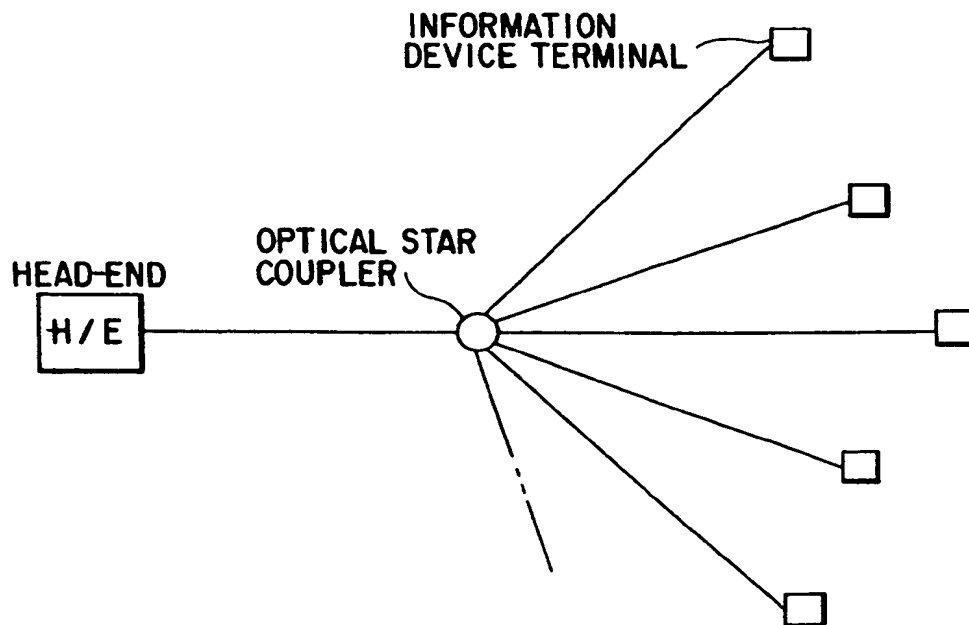 INFORMATION
DEVICE TERMINAL
OPTICAL STAR
COUPLER
HEAD-END
H/E